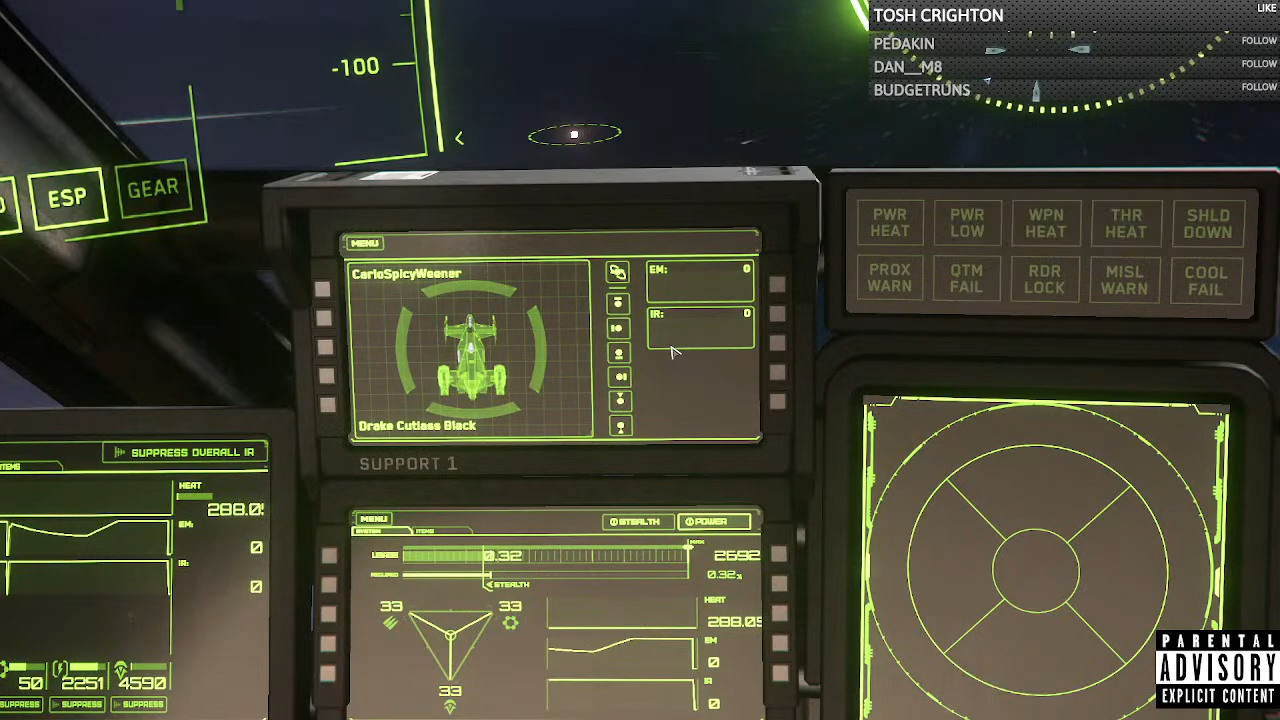 TOSH CRIGHTON
LIKE
PEDAKIN
FOLLOW
DAN__M8
FOLLOW
BUDGETRUNS
FOLLOW
-100
ESP
GEAR
PWR HEAT
PWR LOW
WPN HEAT
THR HEAT
SHLD DOWN
PROX WARN
QTM FAIL
RDR LOCK
MISL WARN
COOL FAIL
MENU
CarloSpicyWeener
EM: 0
IR: 0
Drake Cutlass Black
SUPPORT 1
SUPPRESS OVERALL IR
HEAT
EM:
0
IR:
0
50
2251
4590
SUPPRESS
SUPPRESS
SUPPRESS
MENU
STEALTH
POWER
SYSTEM
ITEMS
0.32
MAX
2692
0.32%
STEALTH
33
33
33
HEAT
EM
0
IR
0
PARENTAL
ADVISORY
EXPLICIT CONTENT